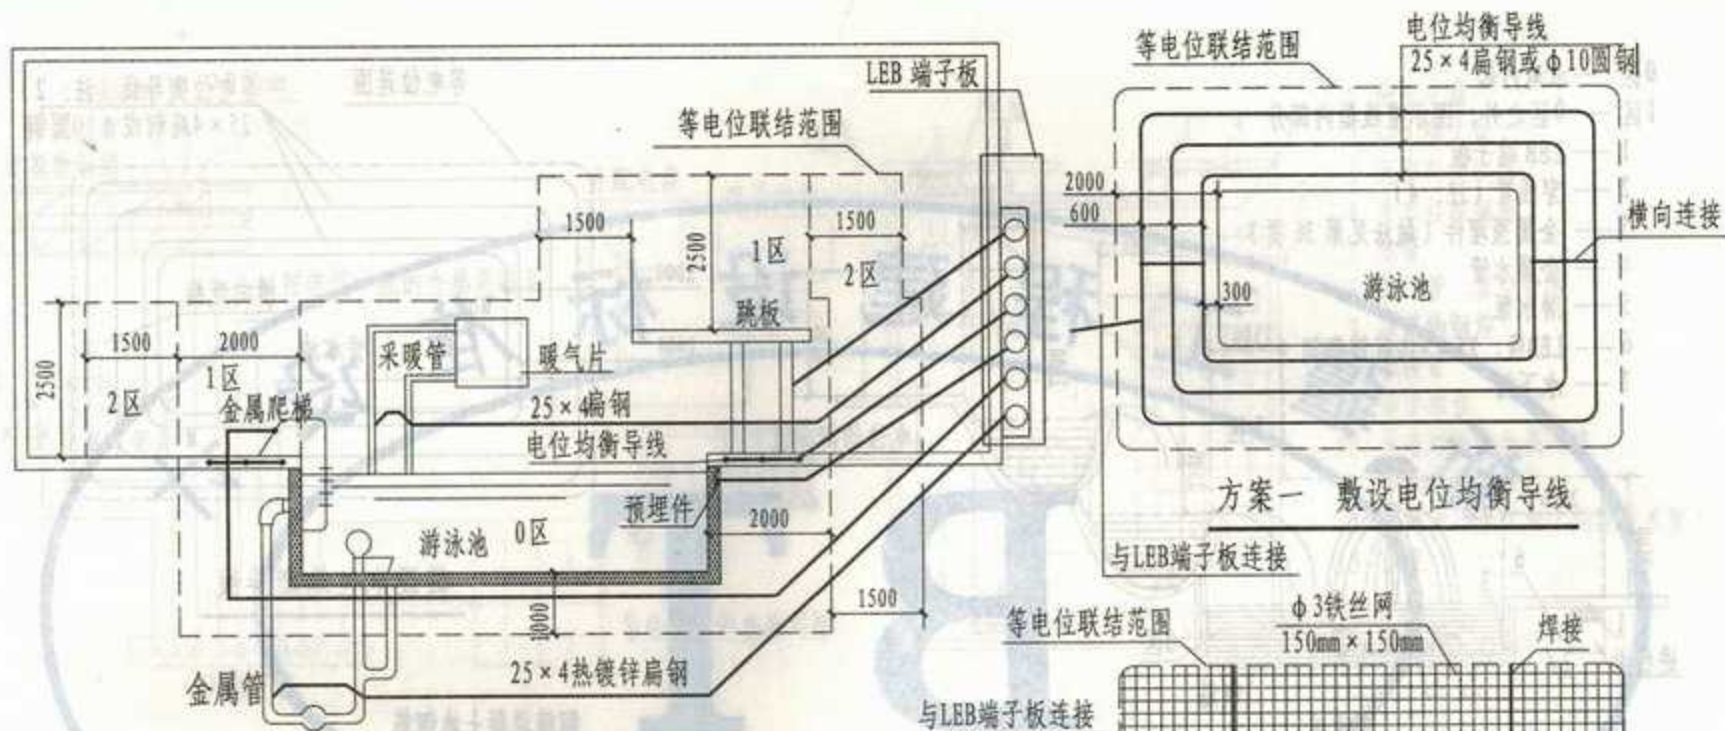 LEB 端子板
等电位联结范围
1500
2500
1区
1500
2区
跳板
2500
1500
2000
2区
1区
金属爬梯
采暖管
暖气片
25×4扁钢
电位均衡导线
预埋件
游泳池
0区
2000
1000
1500
25×4热镀锌扁钢
金属管
等电位联结范围
电位均衡导线
25×4扁钢或φ10圆钢
2000
600
300
游泳池
横向连接
方案一 敷设电位均衡导线
与LEB端子板连接
等电位联结范围
φ3铁丝网
150mm×150mm
焊接
与LEB端子板连接